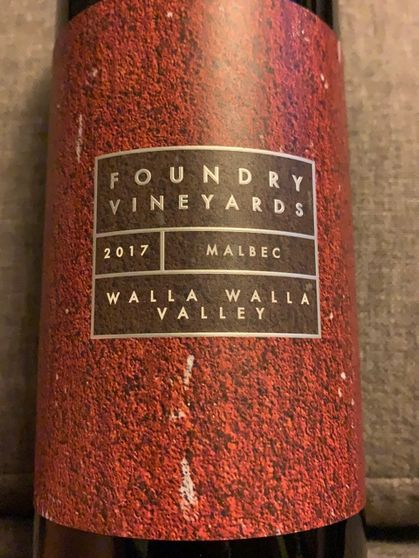 FOUNDRY
VINEYARDS
2017 MALBEC
WALLA WALLA
VALLEY